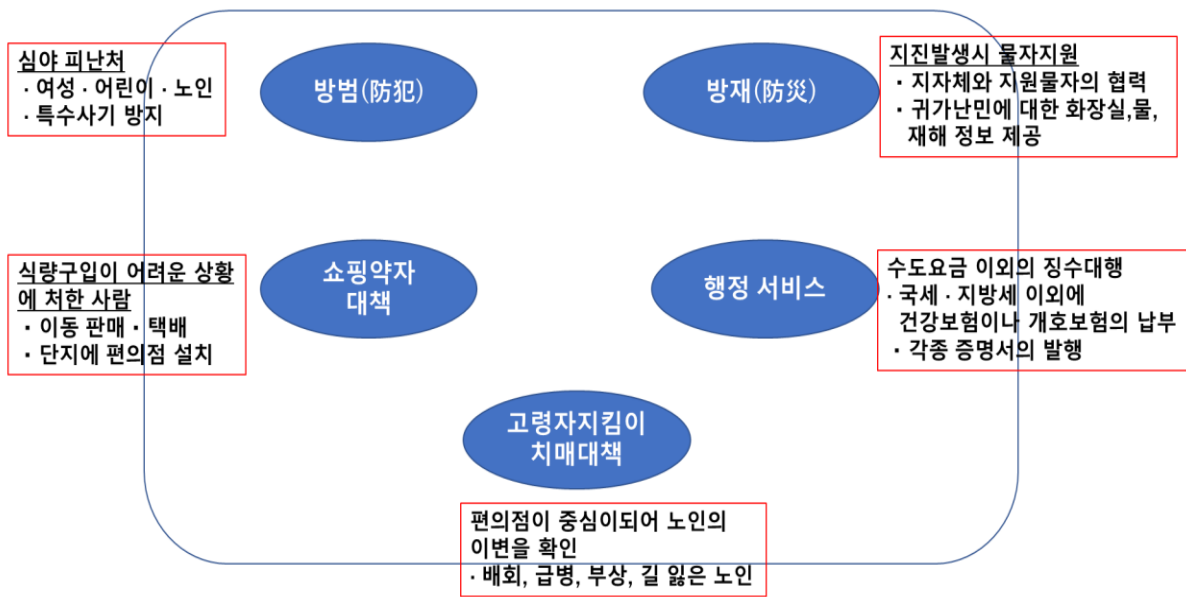 심야 피난처
· 여성 · 어린이 · 노인
· 특수사기 방지
방범(防犯)
방재(防災)
지진발생시 물자지원
· 지자체와 지원물자의 협력
· 귀가난민에 대한 화장실,물,
재해 정보 제공
식량구입이 어려운 상황
에 처한 사람
· 이동 판매 · 택배
· 단지에 편의점 설치
쇼핑약자
대책
행정 서비스
수도요금 이외의 징수대행
· 국세 · 지방세 이외에
건강보험이나 개호보험의 납부
· 각종 증명서의 발행
고령자지킴이
치매대책
편의점이 중심이되어 노인의
이변을 확인
· 배회, 급병, 부상, 길 잃은 노인